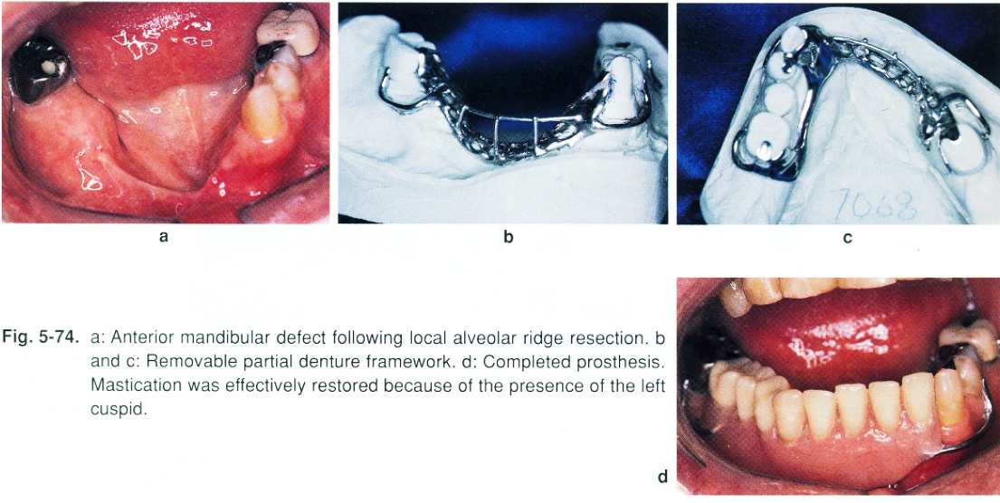 a
b
c
7068
Fig. 5-74. a: Anterior mandibular defect following local alveolar ridge resection. b
and c: Removable partial denture framework. d: Completed prosthesis.
Mastication was effectively restored because of the presence of the left
cuspid.
d